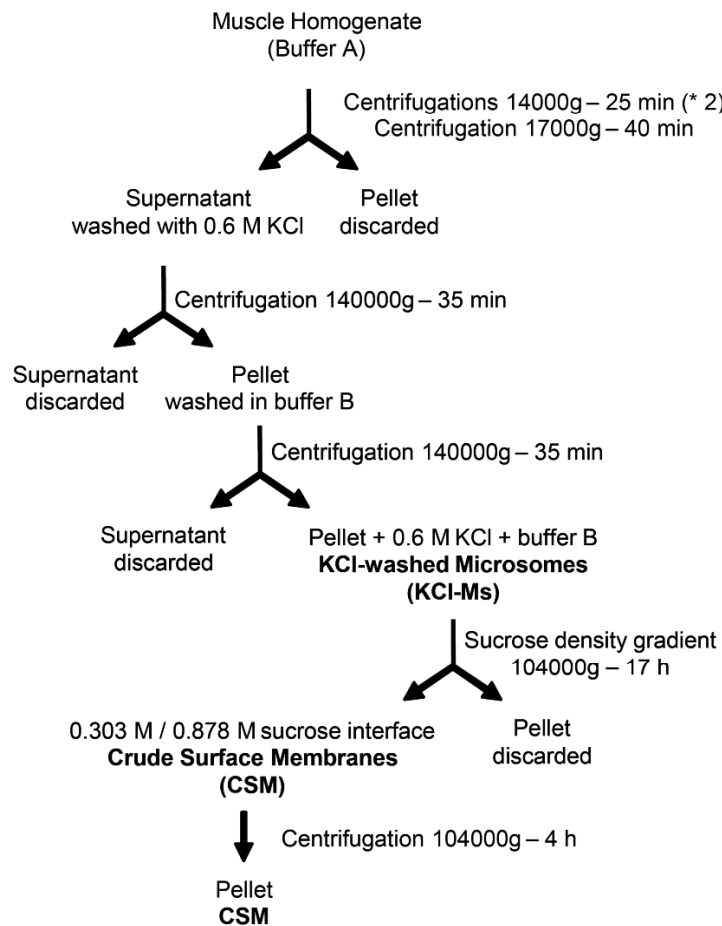 Muscle Homogenate
(Buffer A)
Centrifugations 14000g – 25 min (* 2)
Centrifugation 17000g – 40 min
Supernatant
washed with 0.6 M KCl
Pellet
discarded
Centrifugation 140000g – 35 min
Supernatant
discarded
Pellet
washed in buffer B
Centrifugation 140000g – 35 min
Supernatant
discarded
Pellet + 0.6 M KCl + buffer B
KCl-washed Microsomes
(KCl-Ms)
Sucrose density gradient
104000g – 17 h
0.303 M / 0.878 M sucrose interface
Crude Surface Membranes
(CSM)
Pellet
discarded
Centrifugation 104000g – 4 h
Pellet
CSM